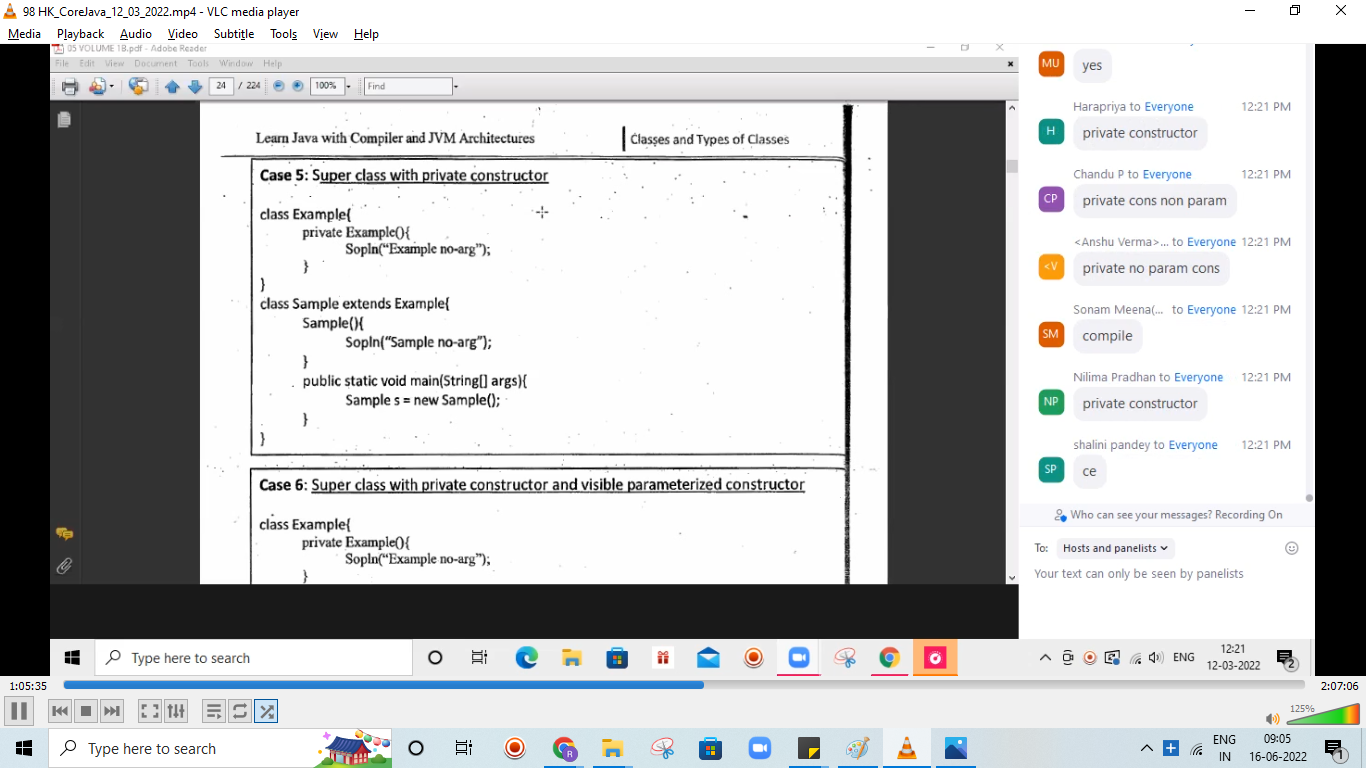 98 HK_CoreJava_12_03_2022.mp4 - VLC media player
Media Playback Audio Video Subtitle Tools View Help
05 VOLUME 1B.pdf - Adobe Reader
File Edit View Document Tools Window Help
24 / 224 100% Find
Learn Java with Compiler and JVM Architectures
Classes and Types of Classes
Case 5: Super class with private constructor
class Example{
private Example(){
Sopln("Example no-arg");
}
}
class Sample extends Example{
Sample(){
Sopln("Sample no-arg");
}
public static void main(String[] args){
Sample s = new Sample();
}
}
Case 6: Super class with private constructor and visible parameterized constructor
class Example{
private Example(){
Sopln("Example no-arg");
}
MU
yes
Harapriya to Everyone 12:21 PM
H
private constructor
Chandu P to Everyone 12:21 PM
CP
private cons non param
<Anshu Verma>... to Everyone 12:21 PM
<V
private no param cons
Sonam Meena(... to Everyone 12:21 PM
SM
compile
Nilima Pradhan to Everyone 12:21 PM
NP
private constructor
shalini pandey to Everyone 12:21 PM
SP
ce
Who can see your messages? Recording On
To: Hosts and panelists
Your text can only be seen by panelists
Type here to search
ENG
12:21
12-03-2022
2
1:05:35
2:07:06
125%
Type here to search
R
ENG
IN
09:05
16-06-2022
1